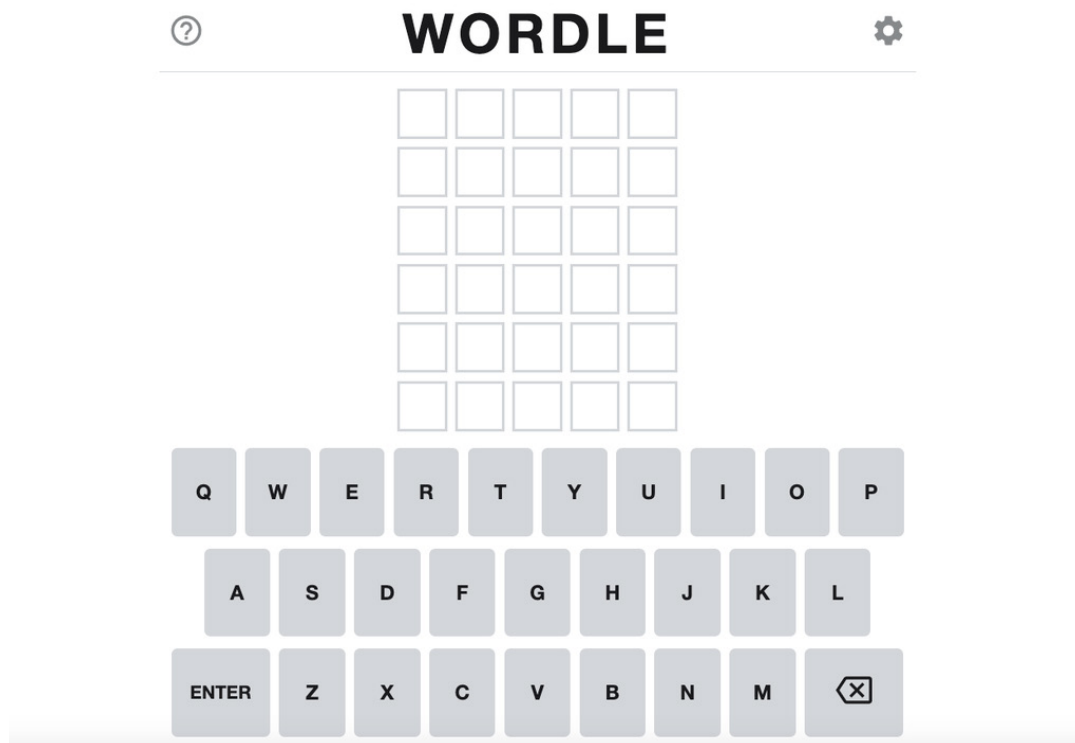 ?
WORDLE
Q W E R T Y U I O P
A S D F G H J K L
ENTER Z X C V B N M